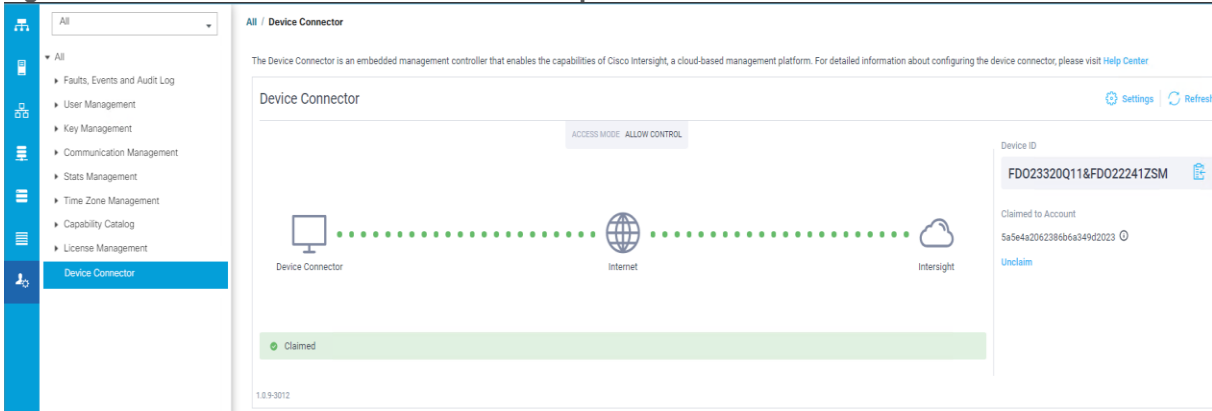 All
All / Device Connector
The Device Connector is an embedded management controller that enables the capabilities of Cisco Intersight, a cloud-based management platform. For detailed information about configuring the device connector, please visit Help Center
All
Faults, Events and Audit Log
User Management
Key Management
Communication Management
Stats Management
Time Zone Management
Capability Catalog
License Management
Device Connector
Device Connector
Settings
Refresh
ACCESS MODE ALLOW CONTROL
Device Connector
Internet
Intersight
Claimed
1.0.9-3012
Device ID
FDO23320Q11&FDO22241ZSM
Claimed to Account
5a5e4a2062386b6a349d2023
Unclaim